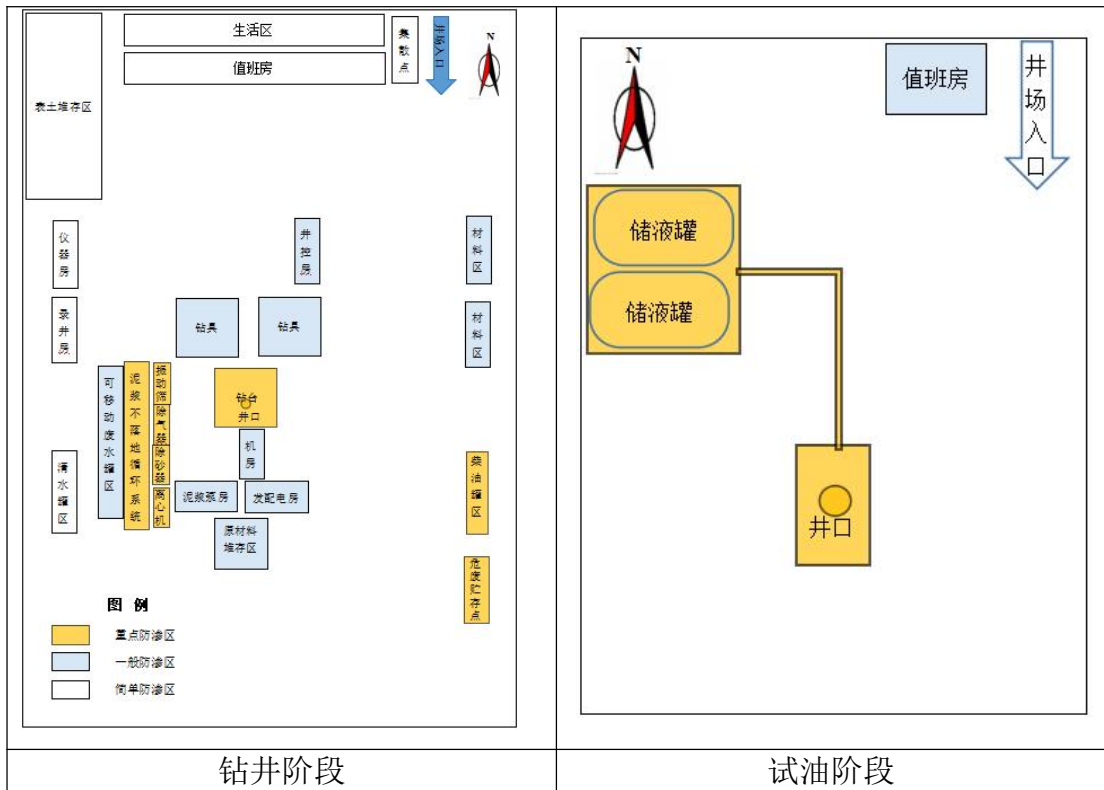 生活区
集散点
井场入口
N
值班房
表土堆存区
仪器房
井控房
材料区
录井房
钻具
钻具
材料区
可移动废水罐区
泥浆不落地循环系统
振动筛
除气器
除砂器
离心机
钻台
井口
机房
清水罐区
柴油罐区
泥浆泵房
发配电房
原材料
堆存区
危废贮存点
图 例
重点防渗区
一般防渗区
简单防渗区
钻井阶段
N
值班房
井场入口
储液罐
储液罐
井口
试油阶段